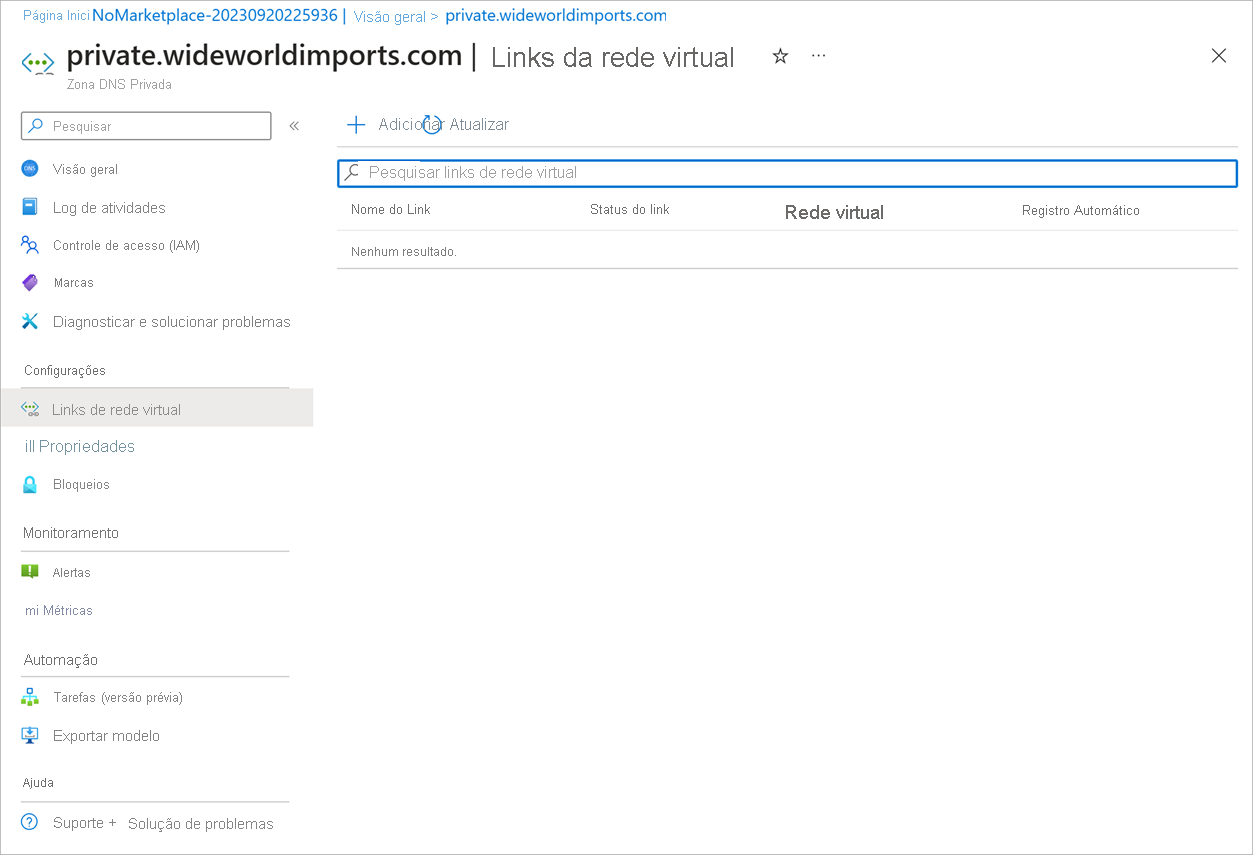 Página Inici NoMarketplace-20230920225936 | Visão geral > private.wideworldimports.com
private.wideworldimports.com | Links da rede virtual
Zona DNS Privada
Pesquisar
Adicionar Atualizar
Pesquisar links de rede virtual
Nome do Link Status do link Rede virtual Registro Automático
Nenhum resultado.
DNS Visão geral
Log de atividades
Controle de acesso (IAM)
Marcas
Diagnosticar e solucionar problemas
Configurações
Links de rede virtual
ill Propriedades
Bloqueios
Monitoramento
Alertas
mi Métricas
Automação
Tarefas (versão prévia)
Exportar modelo
Ajuda
Suporte + Solução de problemas